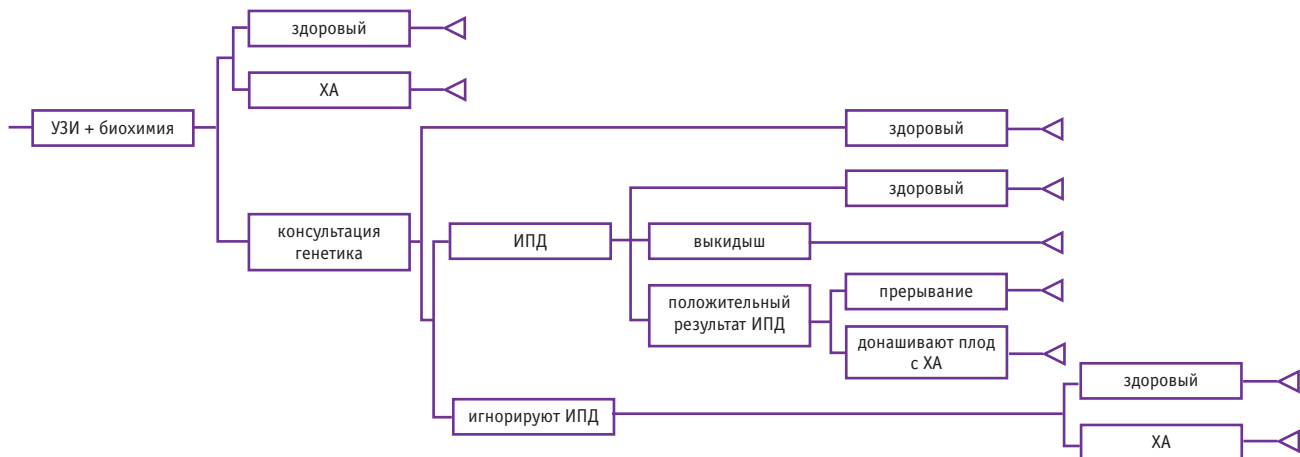 здоровый
ХА
УЗИ + биохимия
здоровый
здоровый
консультация
генетика
ИПД
выкидыш
положительный
результат ИПД
прерывание
донашивают плод
с ХА
здоровый
игнорируют ИПД
ХА